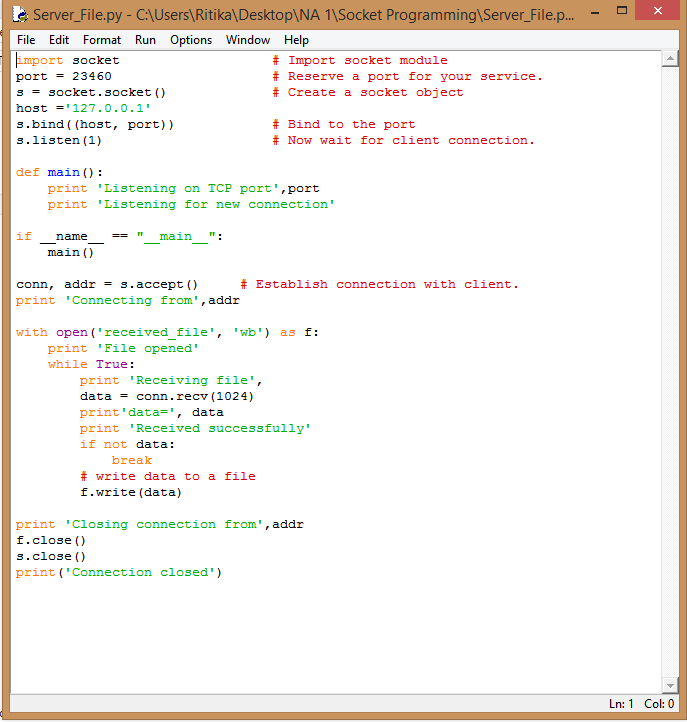 Server_File.py - C:\Users\Ritika\Desktop\NA 1\Socket Programming\Server_File.p...
File Edit Format Run Options Window Help
import socket                   # Import socket module
port = 23460                    # Reserve a port for your service.
s = socket.socket()             # Create a socket object
host ='127.0.0.1'
s.bind((host, port))            # Bind to the port
s.listen(1)                     # Now wait for client connection.
def main():
    print 'Listening on TCP port',port
    print 'Listening for new connection'
if __name__ == "__main__":
    main()
conn, addr = s.accept()     # Establish connection with client.
print 'Connecting from',addr
with open('received_file', 'wb') as f:
    print 'File opened'
    while True:
        print 'Receiving file',
        data = conn.recv(1024)
        print'data=', data
        print 'Received successfully'
        if not data:
            break
        # write data to a file
        f.write(data)
print 'Closing connection from',addr
f.close()
s.close()
print('Connection closed')
Ln: 1 Col: 0